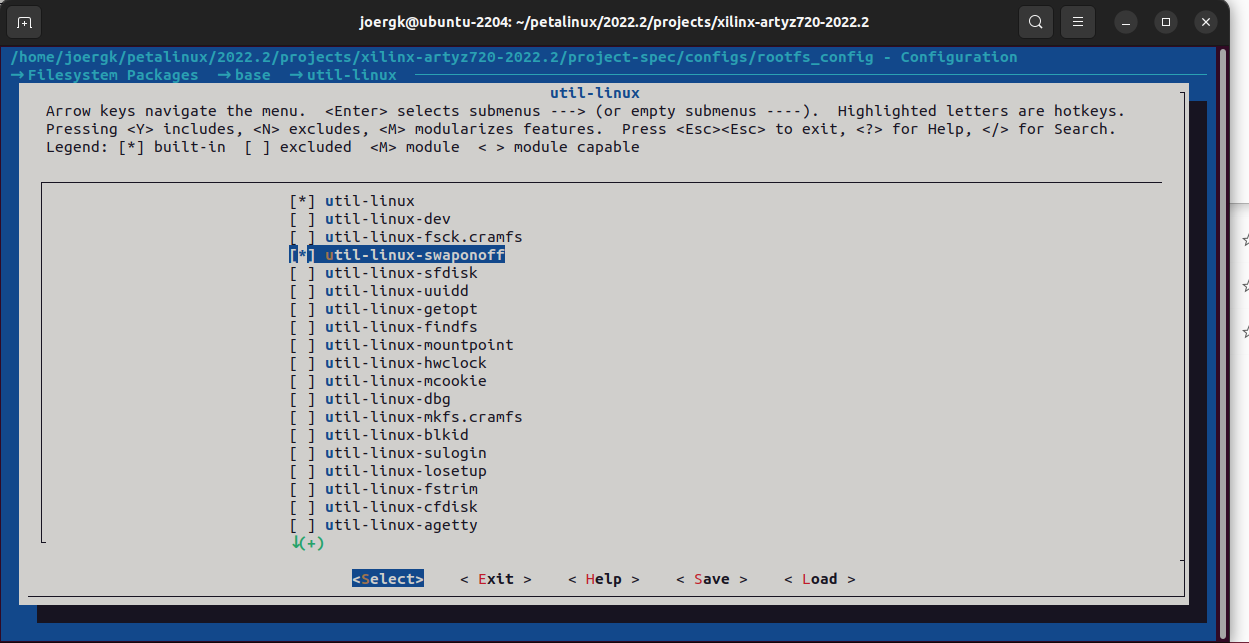 joergk@ubuntu-2204: ~/petalinux/2022.2/projects/xilinx-artyz720-2022.2
/home/joergk/petalinux/2022.2/projects/xilinx-artyz720-2022.2/project-spec/configs/rootfs_config - Configuration
→ Filesystem Packages → base → util-linux
util-linux
Arrow keys navigate the menu. <Enter> selects submenus ---> (or empty submenus ----). Highlighted letters are hotkeys.
Pressing <Y> includes, <N> excludes, <M> modularizes features. Press <Esc><Esc> to exit, <?> for Help, </> for Search.
Legend: [*] built-in [ ] excluded <M> module < > module capable
[*] util-linux
[ ] util-linux-dev
[ ] util-linux-fsck.cramfs
[*] util-linux-swaponoff
[ ] util-linux-sfdisk
[ ] util-linux-uuidd
[ ] util-linux-getopt
[ ] util-linux-findfs
[ ] util-linux-mountpoint
[ ] util-linux-hwclock
[ ] util-linux-mcookie
[ ] util-linux-dbg
[ ] util-linux-mkfs.cramfs
[ ] util-linux-blkid
[ ] util-linux-sulogin
[ ] util-linux-losetup
[ ] util-linux-fstrim
[ ] util-linux-cfdisk
[ ] util-linux-agetty
↓(+)
<Select> < Exit > < Help > < Save > < Load >